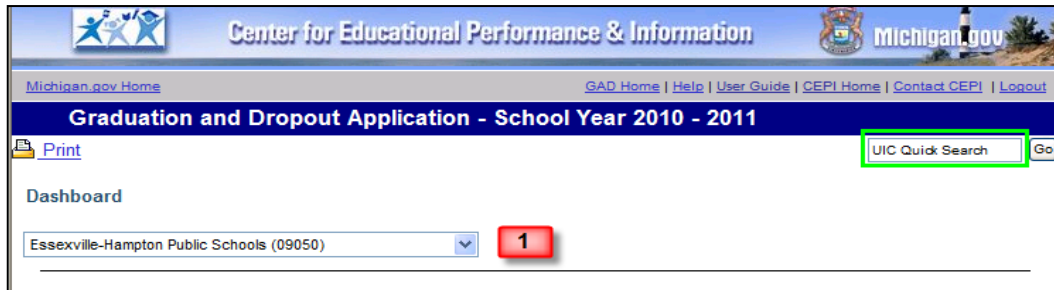 Center for Educational Performance & Information
Michigan.gov
Michigan.gov Home
GAD Home | Help | User Guide | CEPI Home | Contact CEPI | Logout
Graduation and Dropout Application - School Year 2010 - 2011
Print
UIC Quick Search
Go
Dashboard
Essexville-Hampton Public Schools (09050)
1